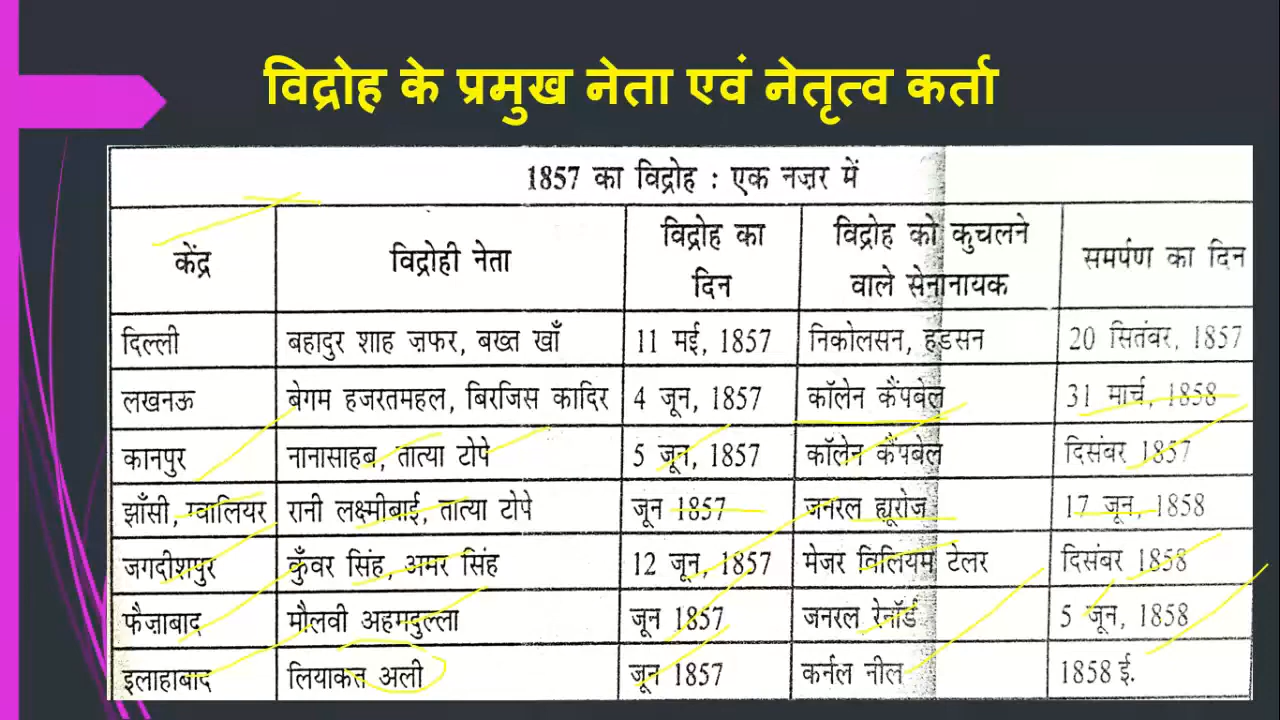 विद्रोह के प्रमुख नेता एवं नेतृत्व कर्ता
1857 का विद्रोह : एक नज़र में
केंद्र विद्रोही नेता विद्रोह का दिन विद्रोह को कुचलने वाले सेनानायक समर्पण का दिन
दिल्ली बहादुर शाह ज़फर, बख्त खाँ 11 मई, 1857 निकोलसन, हडसन 20 सितंबर, 1857
लखनऊ बेगम हजरतमहल, बिरजिस कादिर 4 जून, 1857 कॉलेन कैंपबेल 31 मार्च, 1858
कानपुर नानासाहब, तात्या टोपे 5 जून, 1857 कॉलेन कैंपबेल दिसंबर 1857
झाँसी, ग्वालियर रानी लक्ष्मीबाई, तात्या टोपे जून 1857 जनरल ह्यूरोज 17 जून, 1858
जगदीशपुर कुँवर सिंह, अमर सिंह 12 जून, 1857 मेजर विलियम टेलर दिसंबर 1858
फैजाबाद मौलवी अहमदुल्ला जून 1857 जनरल रेनॉर्ड 5 जून, 1858
इलाहाबाद लियाकत अली जून 1857 कर्नल नील 1858 ई.